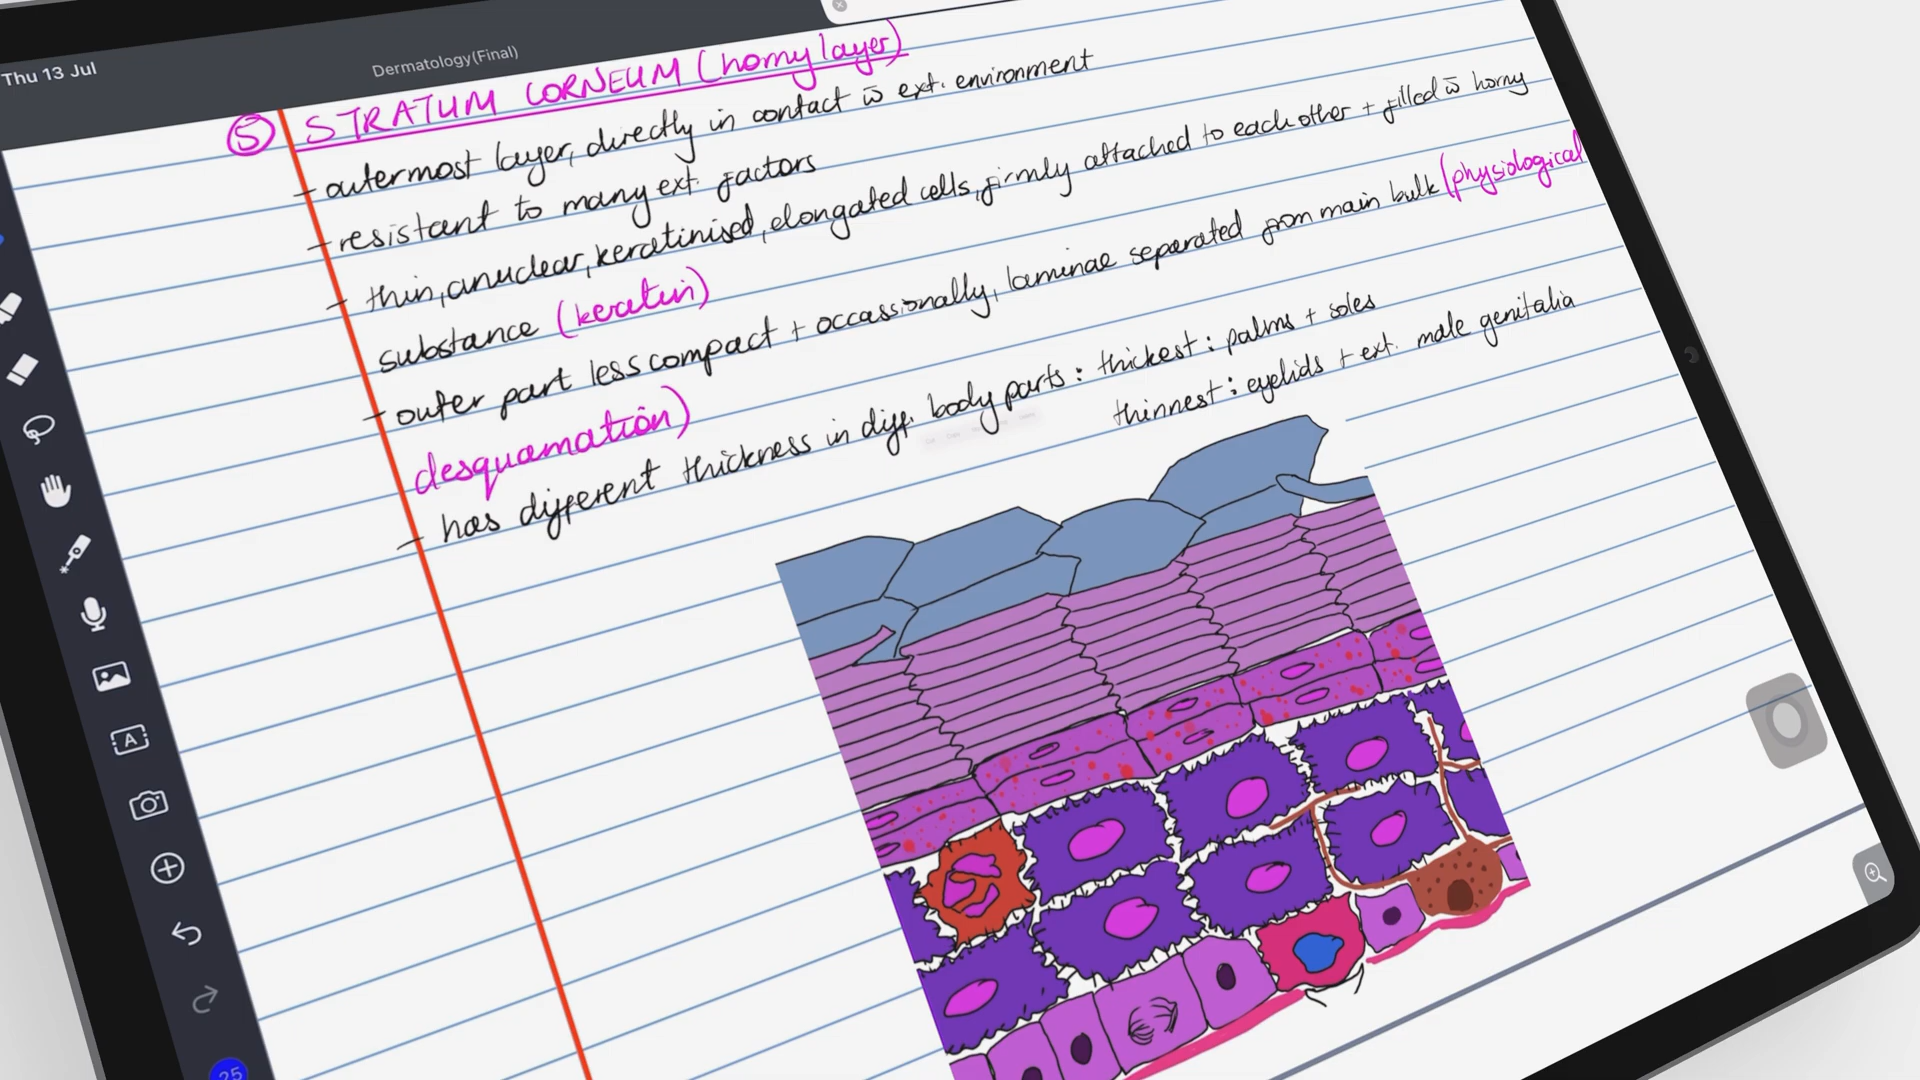 Thu 13 Jul
Dermatology(Final)
⑤ STRATUM CORNEUM (horny layer)
- outermost layer, directly in contact w̄ ext. environment
- resistant to many ext. factors
- thin, anuclear, keratinised, elongated cells, firmly attached to each other + filled w̄ horny
substance (keratin)
- outer part less compact + occassionally, laminae separated from main bulk (physiological
desquamation)
- has different thickness in diff. body parts: thickest: palms + soles
thinnest: eyelids + ext. male genitalia
A
25